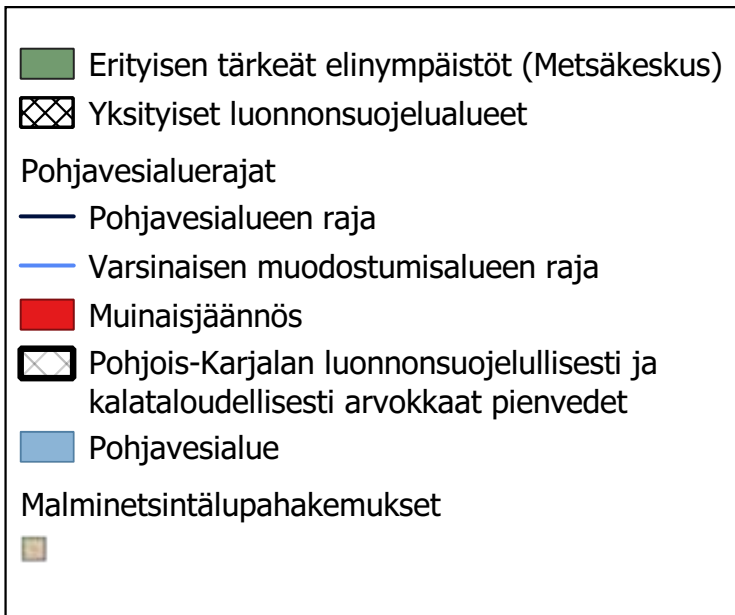 Erityisen tärkeät elinympäistöt (Metsäkeskus)
Yksityiset luonnonsuojelualueet
Pohjavesialuerajat
Pohjavesialueen raja
Varsinaisen muodostumisalueen raja
Muinaisjäännös
Pohjois-Karjalan luonnonsuojelullisesti ja
kalataloudellisesti arvokkaat pienvedet
Pohjavesialue
Malminetsintälupahakemukset